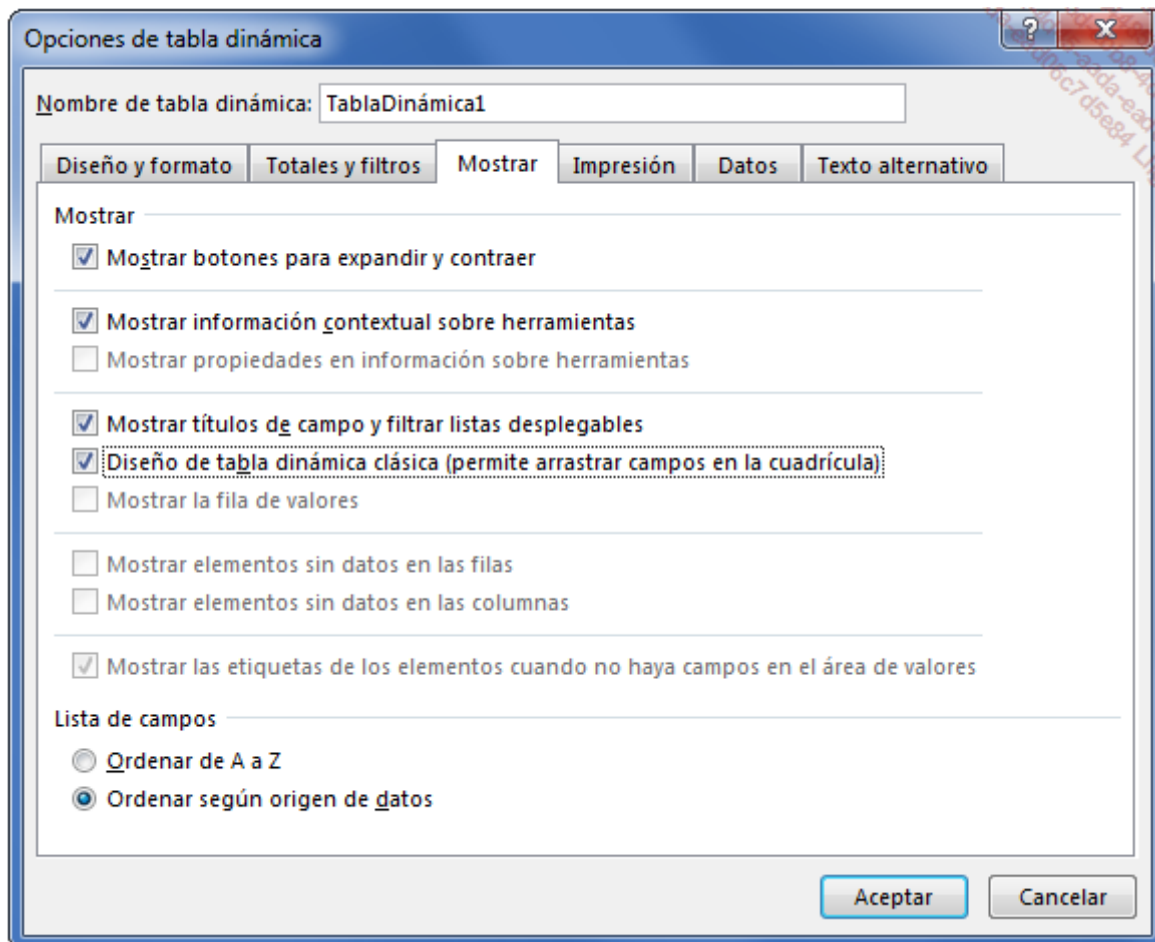 Opciones de tabla dinámica
?
X
Nombre de tabla dinámica: TablaDinámica1
Diseño y formato Totales y filtros Mostrar Impresión Datos Texto alternativo
Mostrar
Mostrar botones para expandir y contraer
Mostrar información contextual sobre herramientas
Mostrar propiedades en información sobre herramientas
Mostrar títulos de campo y filtrar listas desplegables
Diseño de tabla dinámica clásica (permite arrastrar campos en la cuadrícula)
Mostrar la fila de valores
Mostrar elementos sin datos en las filas
Mostrar elementos sin datos en las columnas
Mostrar las etiquetas de los elementos cuando no haya campos en el área de valores
Lista de campos
Ordenar de A a Z
Ordenar según origen de datos
Aceptar Cancelar